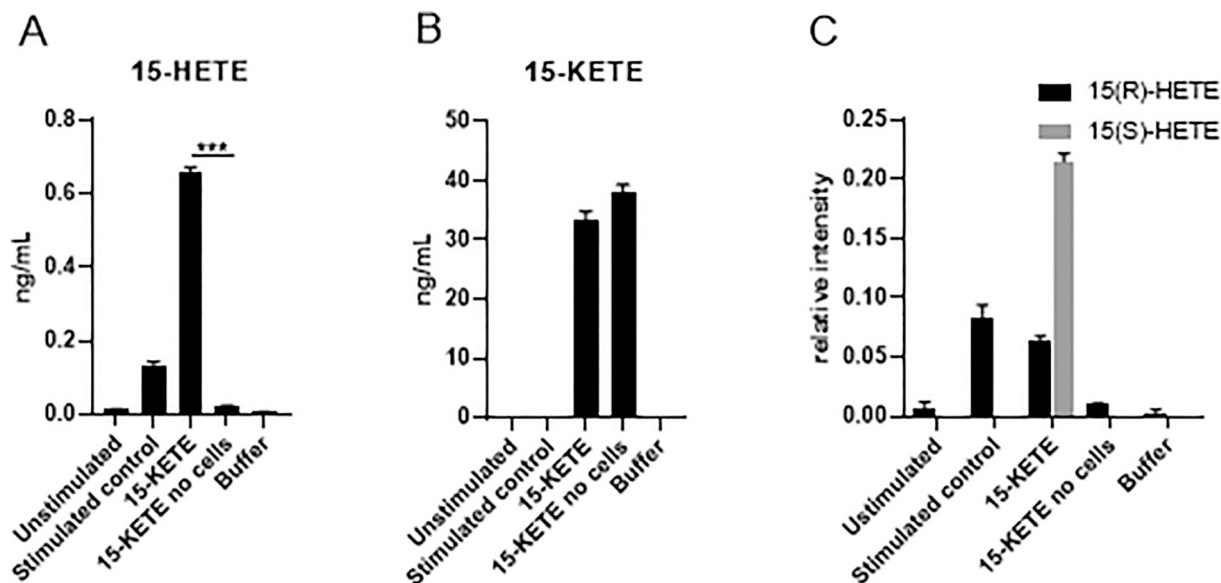 A
15-HETE
0.8
0.6
0.4
0.2
0.0
ng/mL
***
Unstimulated
Stimulated control
15-KETE
15-KETE no cells
Buffer
B
15-KETE
50
40
30
20
10
0
ng/mL
Unstimulated
Stimulated control
15-KETE
15-KETE no cells
Buffer
C
15(R)-HETE
15(S)-HETE
0.25
0.20
0.15
0.10
0.05
0.00
relative intensity
Ustimulated
Stimulated control
15-KETE
15-KETE no cells
Buffer